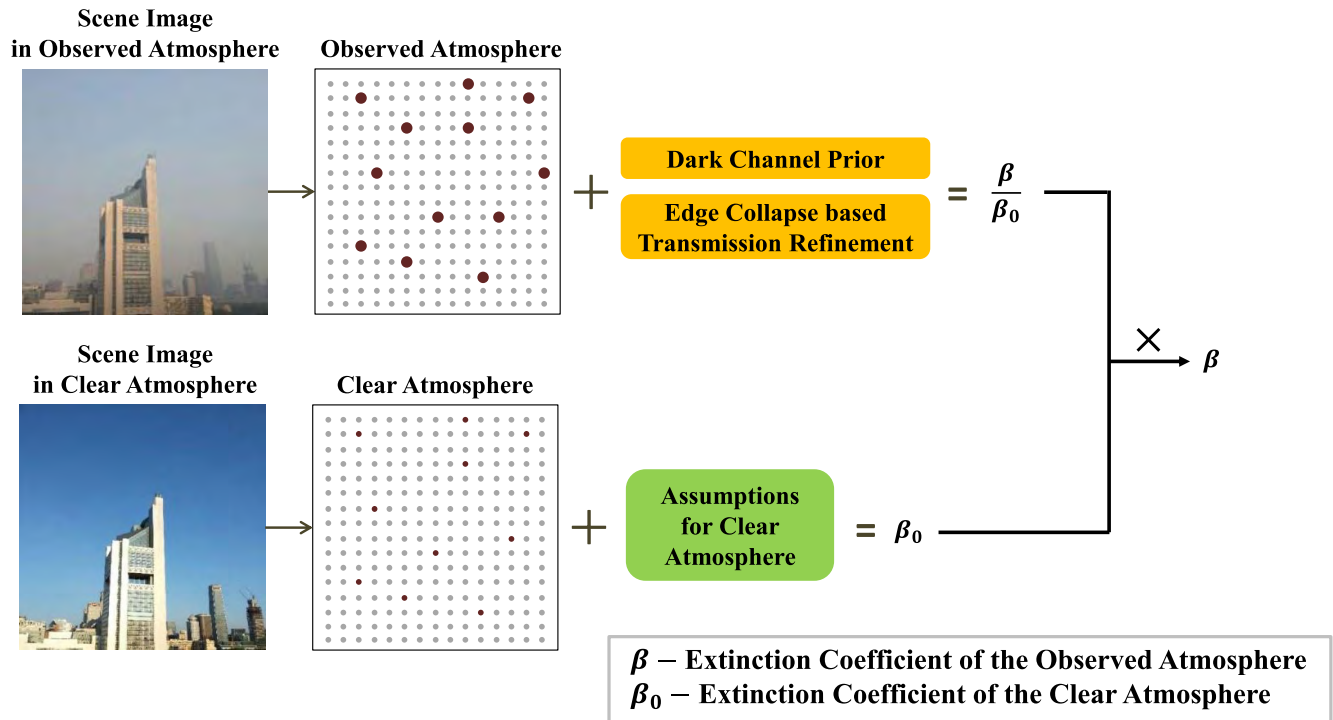 Scene Image
in Observed Atmosphere
Observed Atmosphere
+
Dark Channel Prior
Edge Collapse based
Transmission Refinement
=
β
β₀
×
β
Scene Image
in Clear Atmosphere
Clear Atmosphere
+
Assumptions
for Clear
Atmosphere
=
β₀
β – Extinction Coefficient of the Observed Atmosphere
β₀ – Extinction Coefficient of the Clear Atmosphere